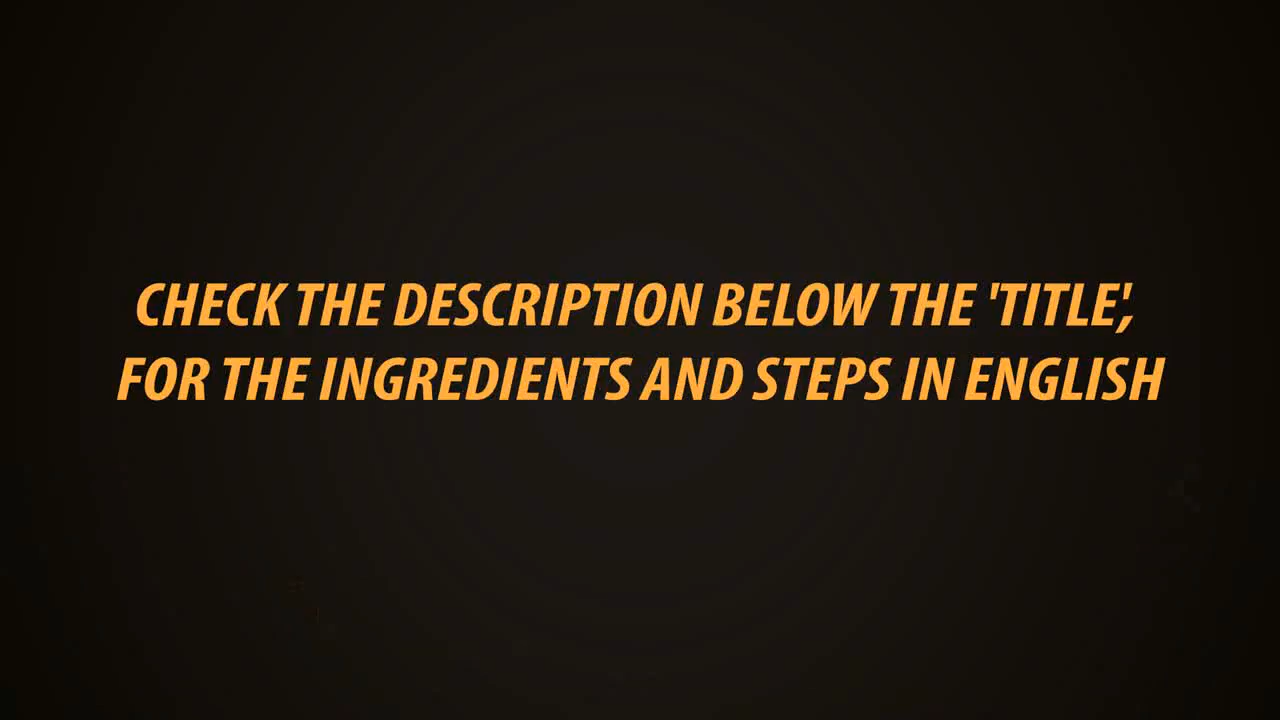 CHECK THE DESCRIPTION BELOW THE 'TITLE',
FOR THE INGREDIENTS AND STEPS IN ENGLISH